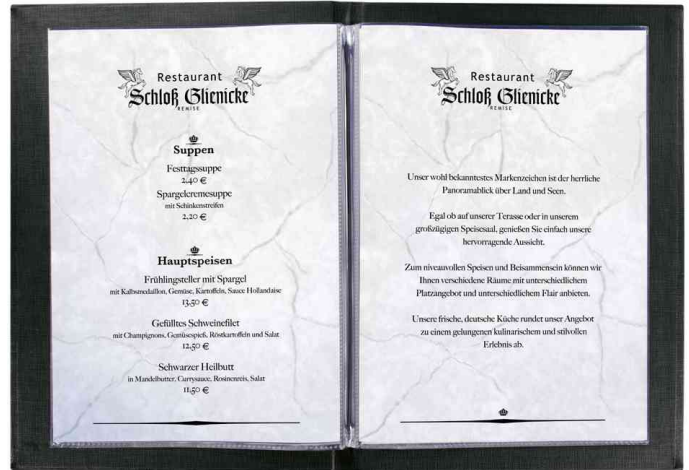 Restaurant
Schloß Glienicke
REMISE
Suppen
Festtagssuppe
2,40 €
Spargelcremesuppe
mit Schinkenstreifen
2,20 €
Hauptspeisen
Frühlingsteller mit Spargel
mit Kalbsmedaillon, Gemüse, Kartoffeln, Sauce Hollandaise
13,50 €
Gefülltes Schweinefilet
mit Champignons, Gemüsespieß, Röstkartoffeln und Salat
12,50 €
Schwarzer Heilbutt
in Mandelbutter, Currysauce, Rosinenreis, Salat
11,50 €
Restaurant
Schloß Glienicke
REMISE
Unser wohl bekanntestes Markenzeichen ist der herrliche
Panoramablick über Land und Seen.
Egal ob auf unserer Terasse oder in unserem
großzügigen Speisesaal, genießen Sie einfach unsere
hervorragende Aussicht.
Zum niveauvollen Speisen und Beisammensein können wir
Ihnen verschiedene Räume mit unterschiedlichem
Platzangebot und unterschiedlichem Flair anbieten.
Unsere frische, deutsche Küche rundet unser Angebot
zu einem gelungenen kulinarischem und stilvollen
Erlebnis ab.